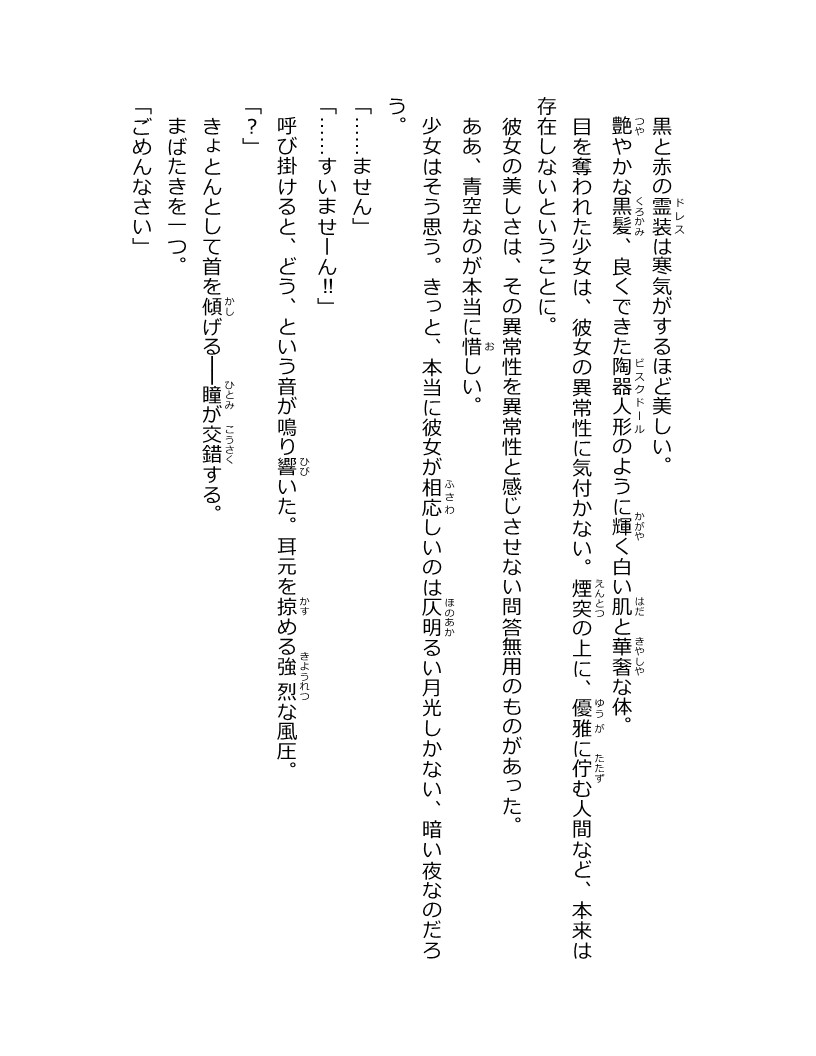 黒と赤の霊装は寒気がするほど美しい。
艶やかな黒髪、良くできた陶器人形のように輝く白い肌と華奢な体。
目を奪われた少女は、彼女の異常性に気付かない。煙突の上に、優雅に佇む人間など、本来は
存在しないということに。
彼女の美しさは、その異常性を異常性と感じさせない問答無用のものがあった。
ああ、青空なのが本当に惜しい。
少女はそう思う。きっと、本当に彼女が相応しいのは仄明るい月光しかない、暗い夜なのだろ
う。
「……ません」
「……すいませーん‼」
呼び掛けると、どう、という音が鳴り響いた。耳元を掠める強烈な風圧。
「？」
きょとんとして首を傾げる――瞳が交錯する。
まばたきを一つ。
「ごめんなさい」